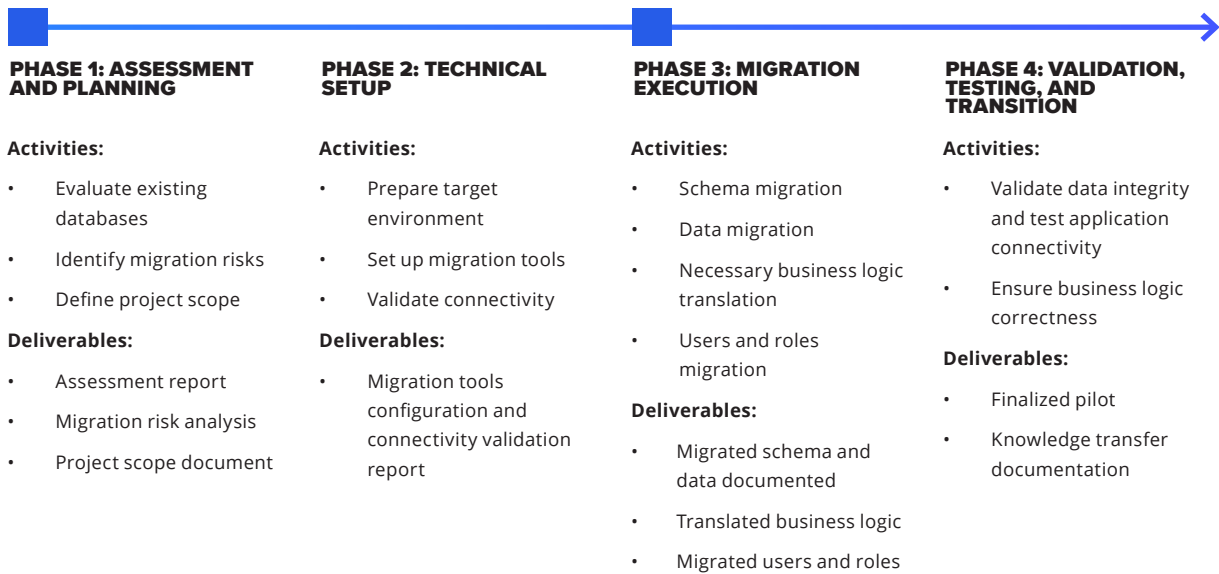 PHASE 1: ASSESSMENT
AND PLANNING
Activities:
• Evaluate existing
databases
• Identify migration risks
• Define project scope
Deliverables:
• Assessment report
• Migration risk analysis
• Project scope document
PHASE 2: TECHNICAL
SETUP
Activities:
• Prepare target
environment
• Set up migration tools
• Validate connectivity
Deliverables:
• Migration tools
configuration and
connectivity validation
report
PHASE 3: MIGRATION
EXECUTION
Activities:
• Schema migration
• Data migration
• Necessary business logic
translation
• Users and roles
migration
Deliverables:
• Migrated schema and
data documented
• Translated business logic
• Migrated users and roles
PHASE 4: VALIDATION,
TESTING, AND
TRANSITION
Activities:
• Validate data integrity
and test application
connectivity
• Ensure business logic
correctness
Deliverables:
• Finalized pilot
• Knowledge transfer
documentation